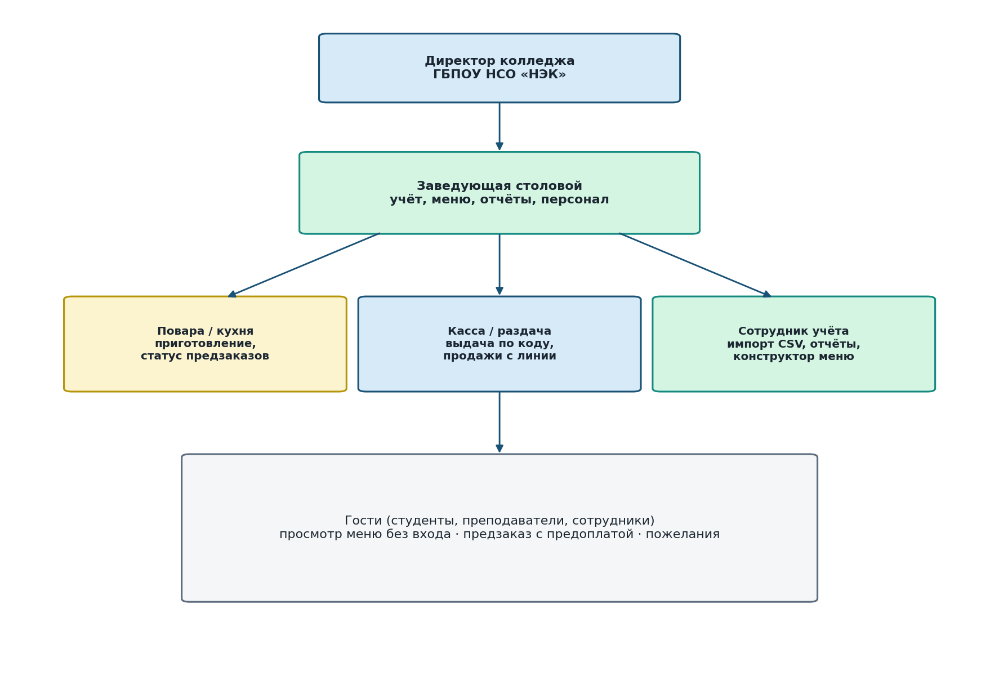 Директор колледжа
ГБПОУ НСО «НЭК»
Заведующая столовой
учёт, меню, отчёты, персонал
Повара / кухня
приготовление,
статус предзаказов
Касса / раздача
выдача по коду,
продажи с линии
Сотрудник учёта
импорт CSV, отчёты,
конструктор меню
Гости (студенты, преподаватели, сотрудники)
просмотр меню без входа · предзаказ с предоплатой · пожелания